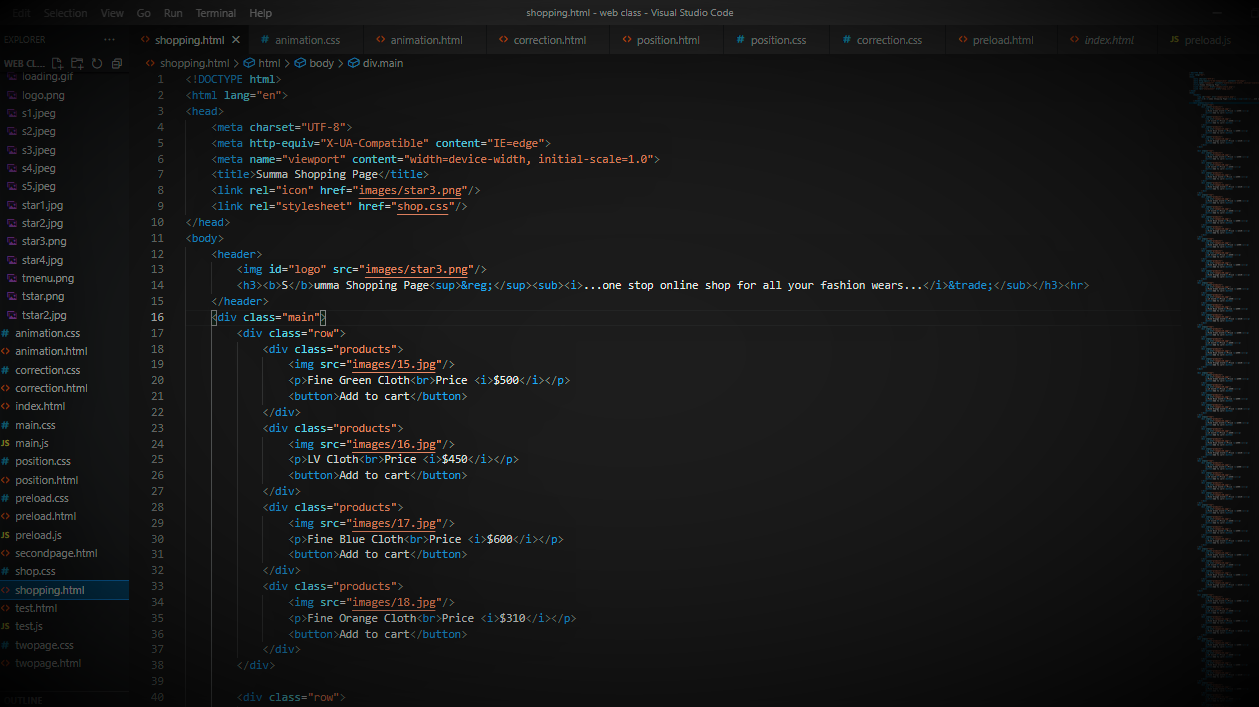 Edit Selection View Go Run Terminal Help
shopping.html - web class - Visual Studio Code
EXPLORER ...
shopping.html × # animation.css <> animation.html <> correction.html <> position.html # position.css # correction.css <> preload.html <> index.html JS preload.js
WEB CL...
shopping.html > html > body > div.main
loading.gif
logo.png
s1.jpeg
s2.jpeg
s3.jpeg
s4.jpeg
s5.jpeg
star1.jpg
star2.jpg
star3.png
star4.jpg
tmenu.png
tstar.png
tstar2.jpg
# animation.css
<> animation.html
# correction.css
<> correction.html
<> index.html
# main.css
JS main.js
# position.css
<> position.html
# preload.css
<> preload.html
JS preload.js
<> secondpage.html
# shop.css
<> shopping.html
<> test.html
JS test.js
# twopage.css
<> twopage.html
OUTLINE
1 <!DOCTYPE html>
2 <html lang="en">
3 <head>
4 <meta charset="UTF-8">
5 <meta http-equiv="X-UA-Compatible" content="IE=edge">
6 <meta name="viewport" content="width=device-width, initial-scale=1.0">
7 <title>Summa Shopping Page</title>
8 <link rel="icon" href="images/star3.png"/>
9 <link rel="stylesheet" href="shop.css"/>
10 </head>
11 <body>
12 <header>
13 <img id="logo" src="images/star3.png"/>
14 <h3><b>S</b>umma Shopping Page<sup>&reg;</sup><sub><i>...one stop online shop for all your fashion wears...</i>&trade;</sub></h3><hr>
15 </header>
16 <div class="main">
17 <div class="row">
18 <div class="products">
19 <img src="images/15.jpg"/>
20 <p>Fine Green Cloth<br>Price <i>$500</i></p>
21 <button>Add to cart</button>
22 </div>
23 <div class="products">
24 <img src="images/16.jpg"/>
25 <p>LV Cloth<br>Price <i>$450</i></p>
26 <button>Add to cart</button>
27 </div>
28 <div class="products">
29 <img src="images/17.jpg"/>
30 <p>Fine Blue Cloth<br>Price <i>$600</i></p>
31 <button>Add to cart</button>
32 </div>
33 <div class="products">
34 <img src="images/18.jpg"/>
35 <p>Fine Orange Cloth<br>Price <i>$310</i></p>
36 <button>Add to cart</button>
37 </div>
38 </div>
39
40 <div class="row">